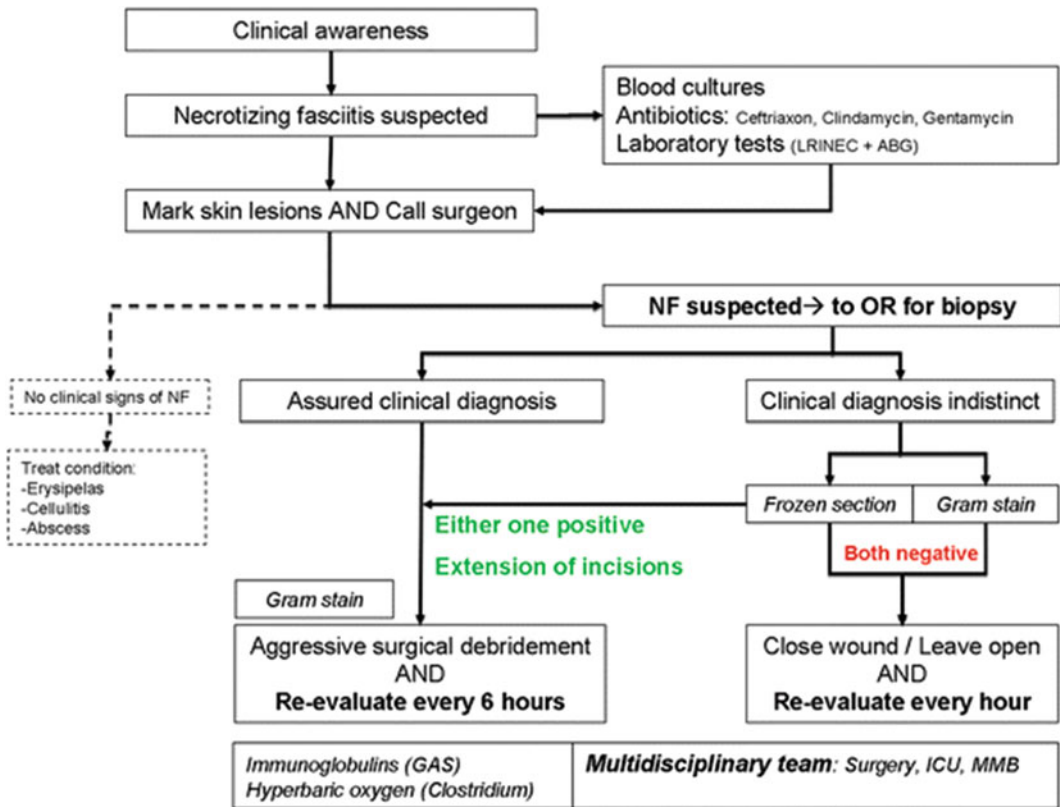 Clinical awareness
Necrotizing fasciitis suspected
Blood cultures
Antibiotics: Ceftriaxon, Clindamycin, Gentamycin
Laboratory tests (LRINEC + ABG)
Mark skin lesions AND Call surgeon
NF suspected→ to OR for biopsy
No clinical signs of NF
Treat condition:
-Erysipelas
-Cellulitis
-Abscess
Assured clinical diagnosis
Clinical diagnosis indistinct
Frozen section
Gram stain
Either one positive
Extension of incisions
Both negative
Gram stain
Aggressive surgical debridement
AND
Re-evaluate every 6 hours
Close wound / Leave open
AND
Re-evaluate every hour
Immunoglobulins (GAS)
Hyperbaric oxygen (Clostridium)
Multidisciplinary team: Surgery, ICU, MMB